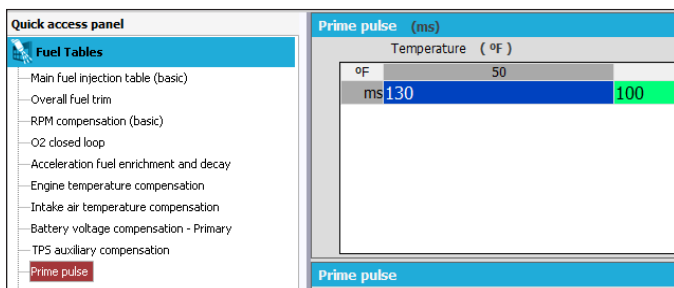 Quick access panel
Fuel Tables
Main fuel injection table (basic)
Overall fuel trim
RPM compensation (basic)
O2 closed loop
Acceleration fuel enrichment and decay
Engine temperature compensation
Intake air temperature compensation
Battery voltage compensation - Primary
TPS auxiliary compensation
Prime pulse
Prime pulse (ms)
Temperature (ºF)
ºF 50
ms 130 100
Prime pulse